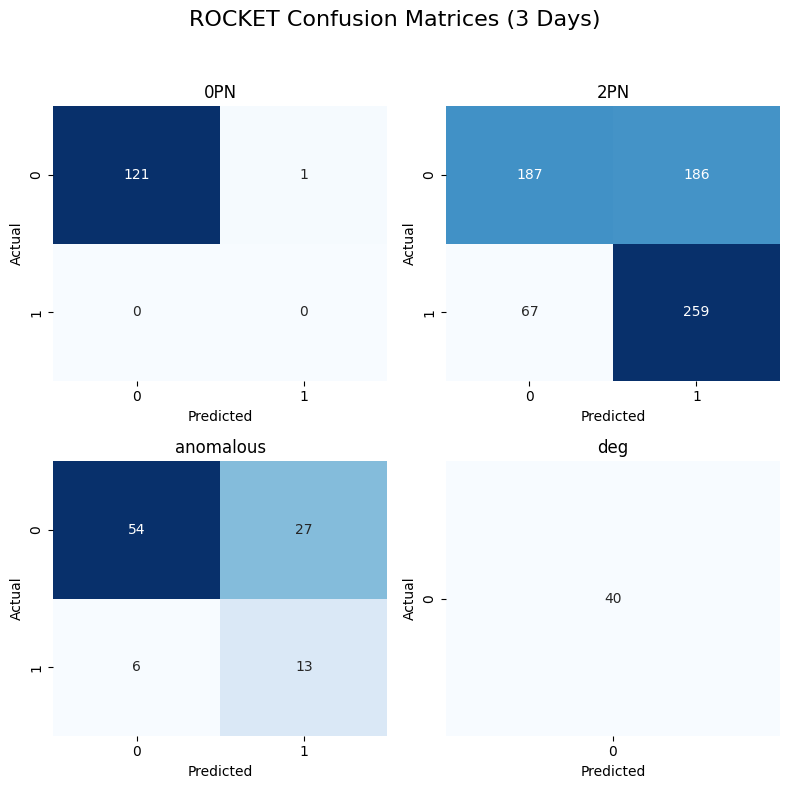 ROCKET Confusion Matrices (3 Days)
0PN
0
121
1
Actual
1
0
0
0
1
Predicted
2PN
0
187
186
Actual
1
67
259
0
1
Predicted
anomalous
0
54
27
Actual
1
6
13
0
1
Predicted
deg
Actual
0
40
0
Predicted